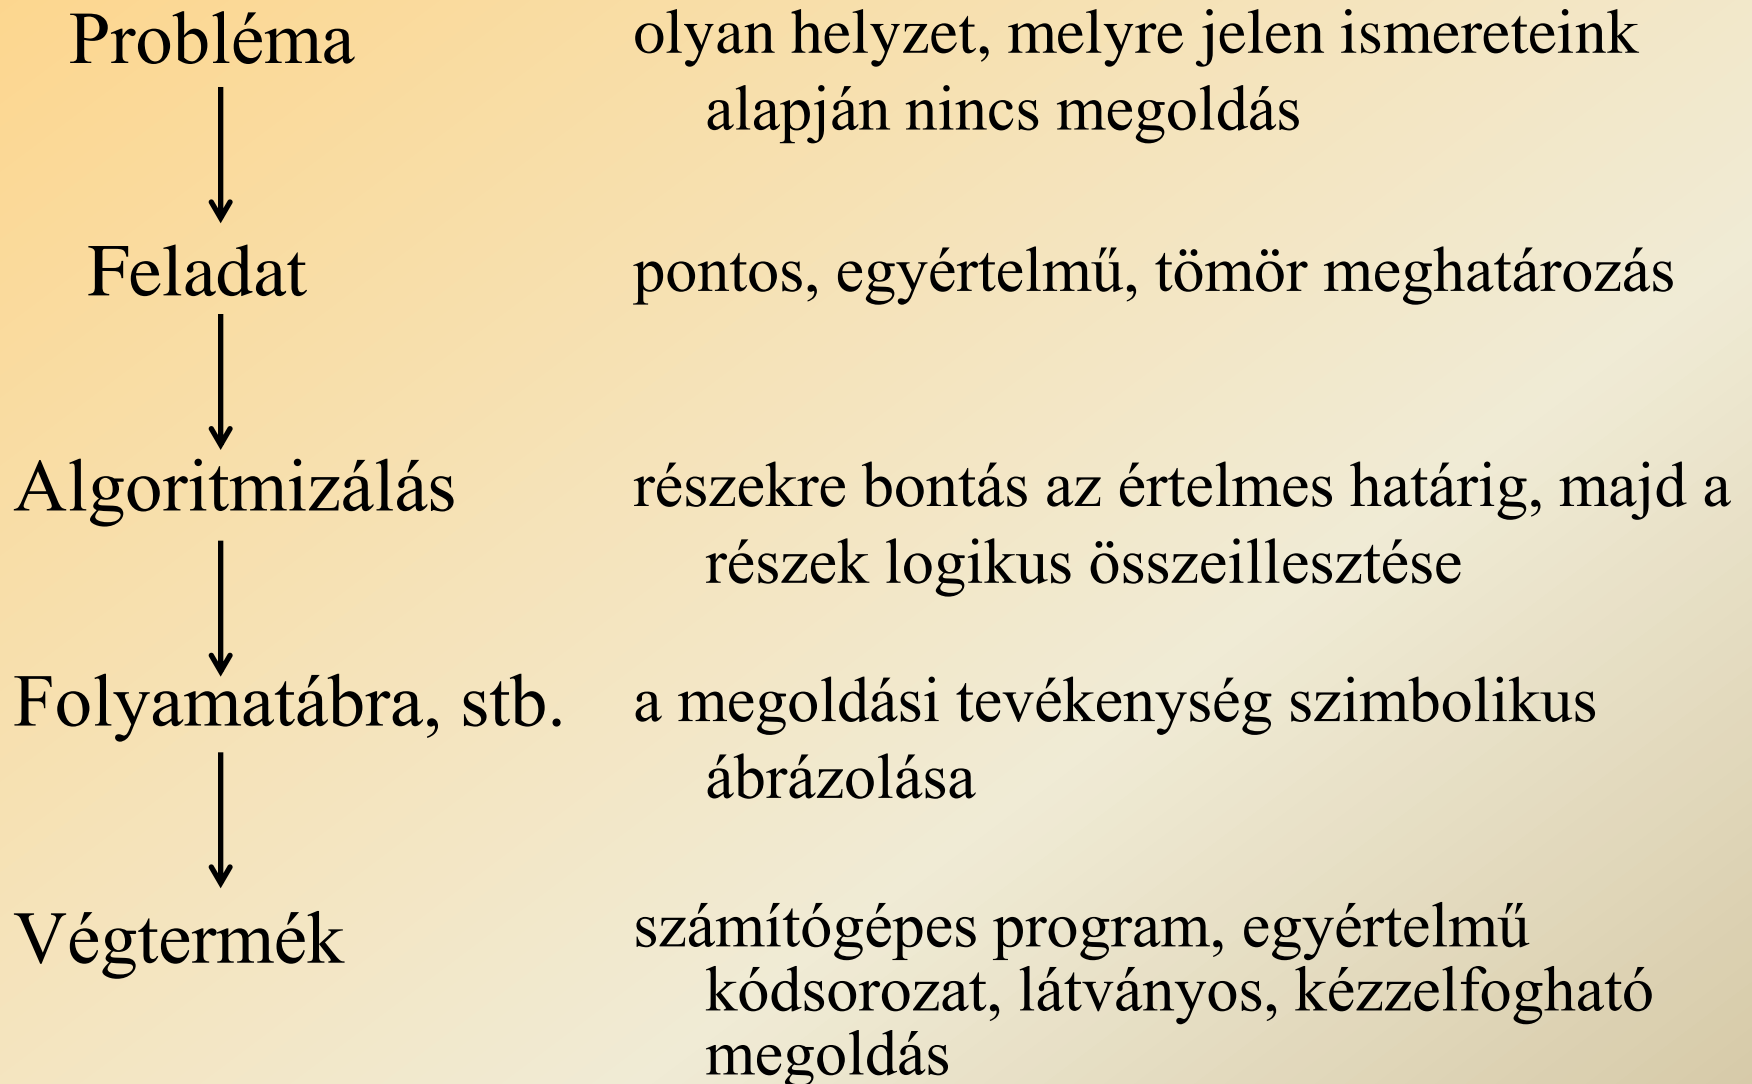 Probléma
olyan helyzet, melyre jelen ismereteink
alapján nincs megoldás
Feladat
pontos, egyértelmű, tömör meghatározás
Algoritmizálás
részekre bontás az értelmes határig, majd a
részek logikus összeillesztése
Folyamatábra, stb.
a megoldási tevékenység szimbolikus
ábrázolása
Végtermék
számítógépes program, egyértelmű
kódsorozat, látványos, kézzelfogható
megoldás